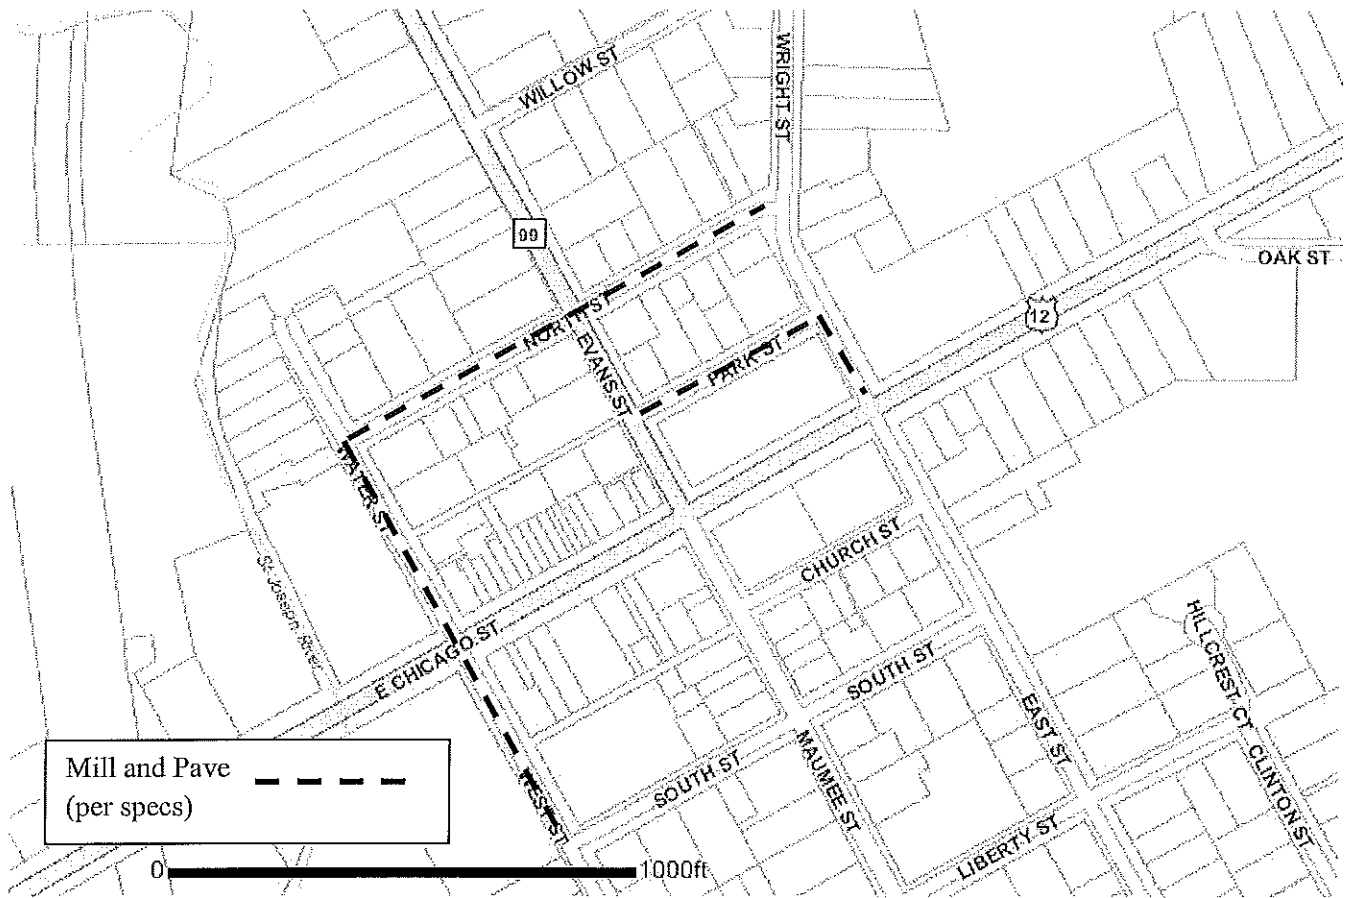 WILLOW ST
WRIGHT ST
99
OAK ST
12
NORTH ST
EVANS ST
PARK ST
WATER ST
CHURCH ST
St Joseph River
E CHICAGO ST
SOUTH ST
HILLCREST CT
EAST ST
MAUMEE ST
SOUTH ST
CLINTON ST
WEST ST
LIBERTY ST
Mill and Pave
(per specs)
0 1000ft